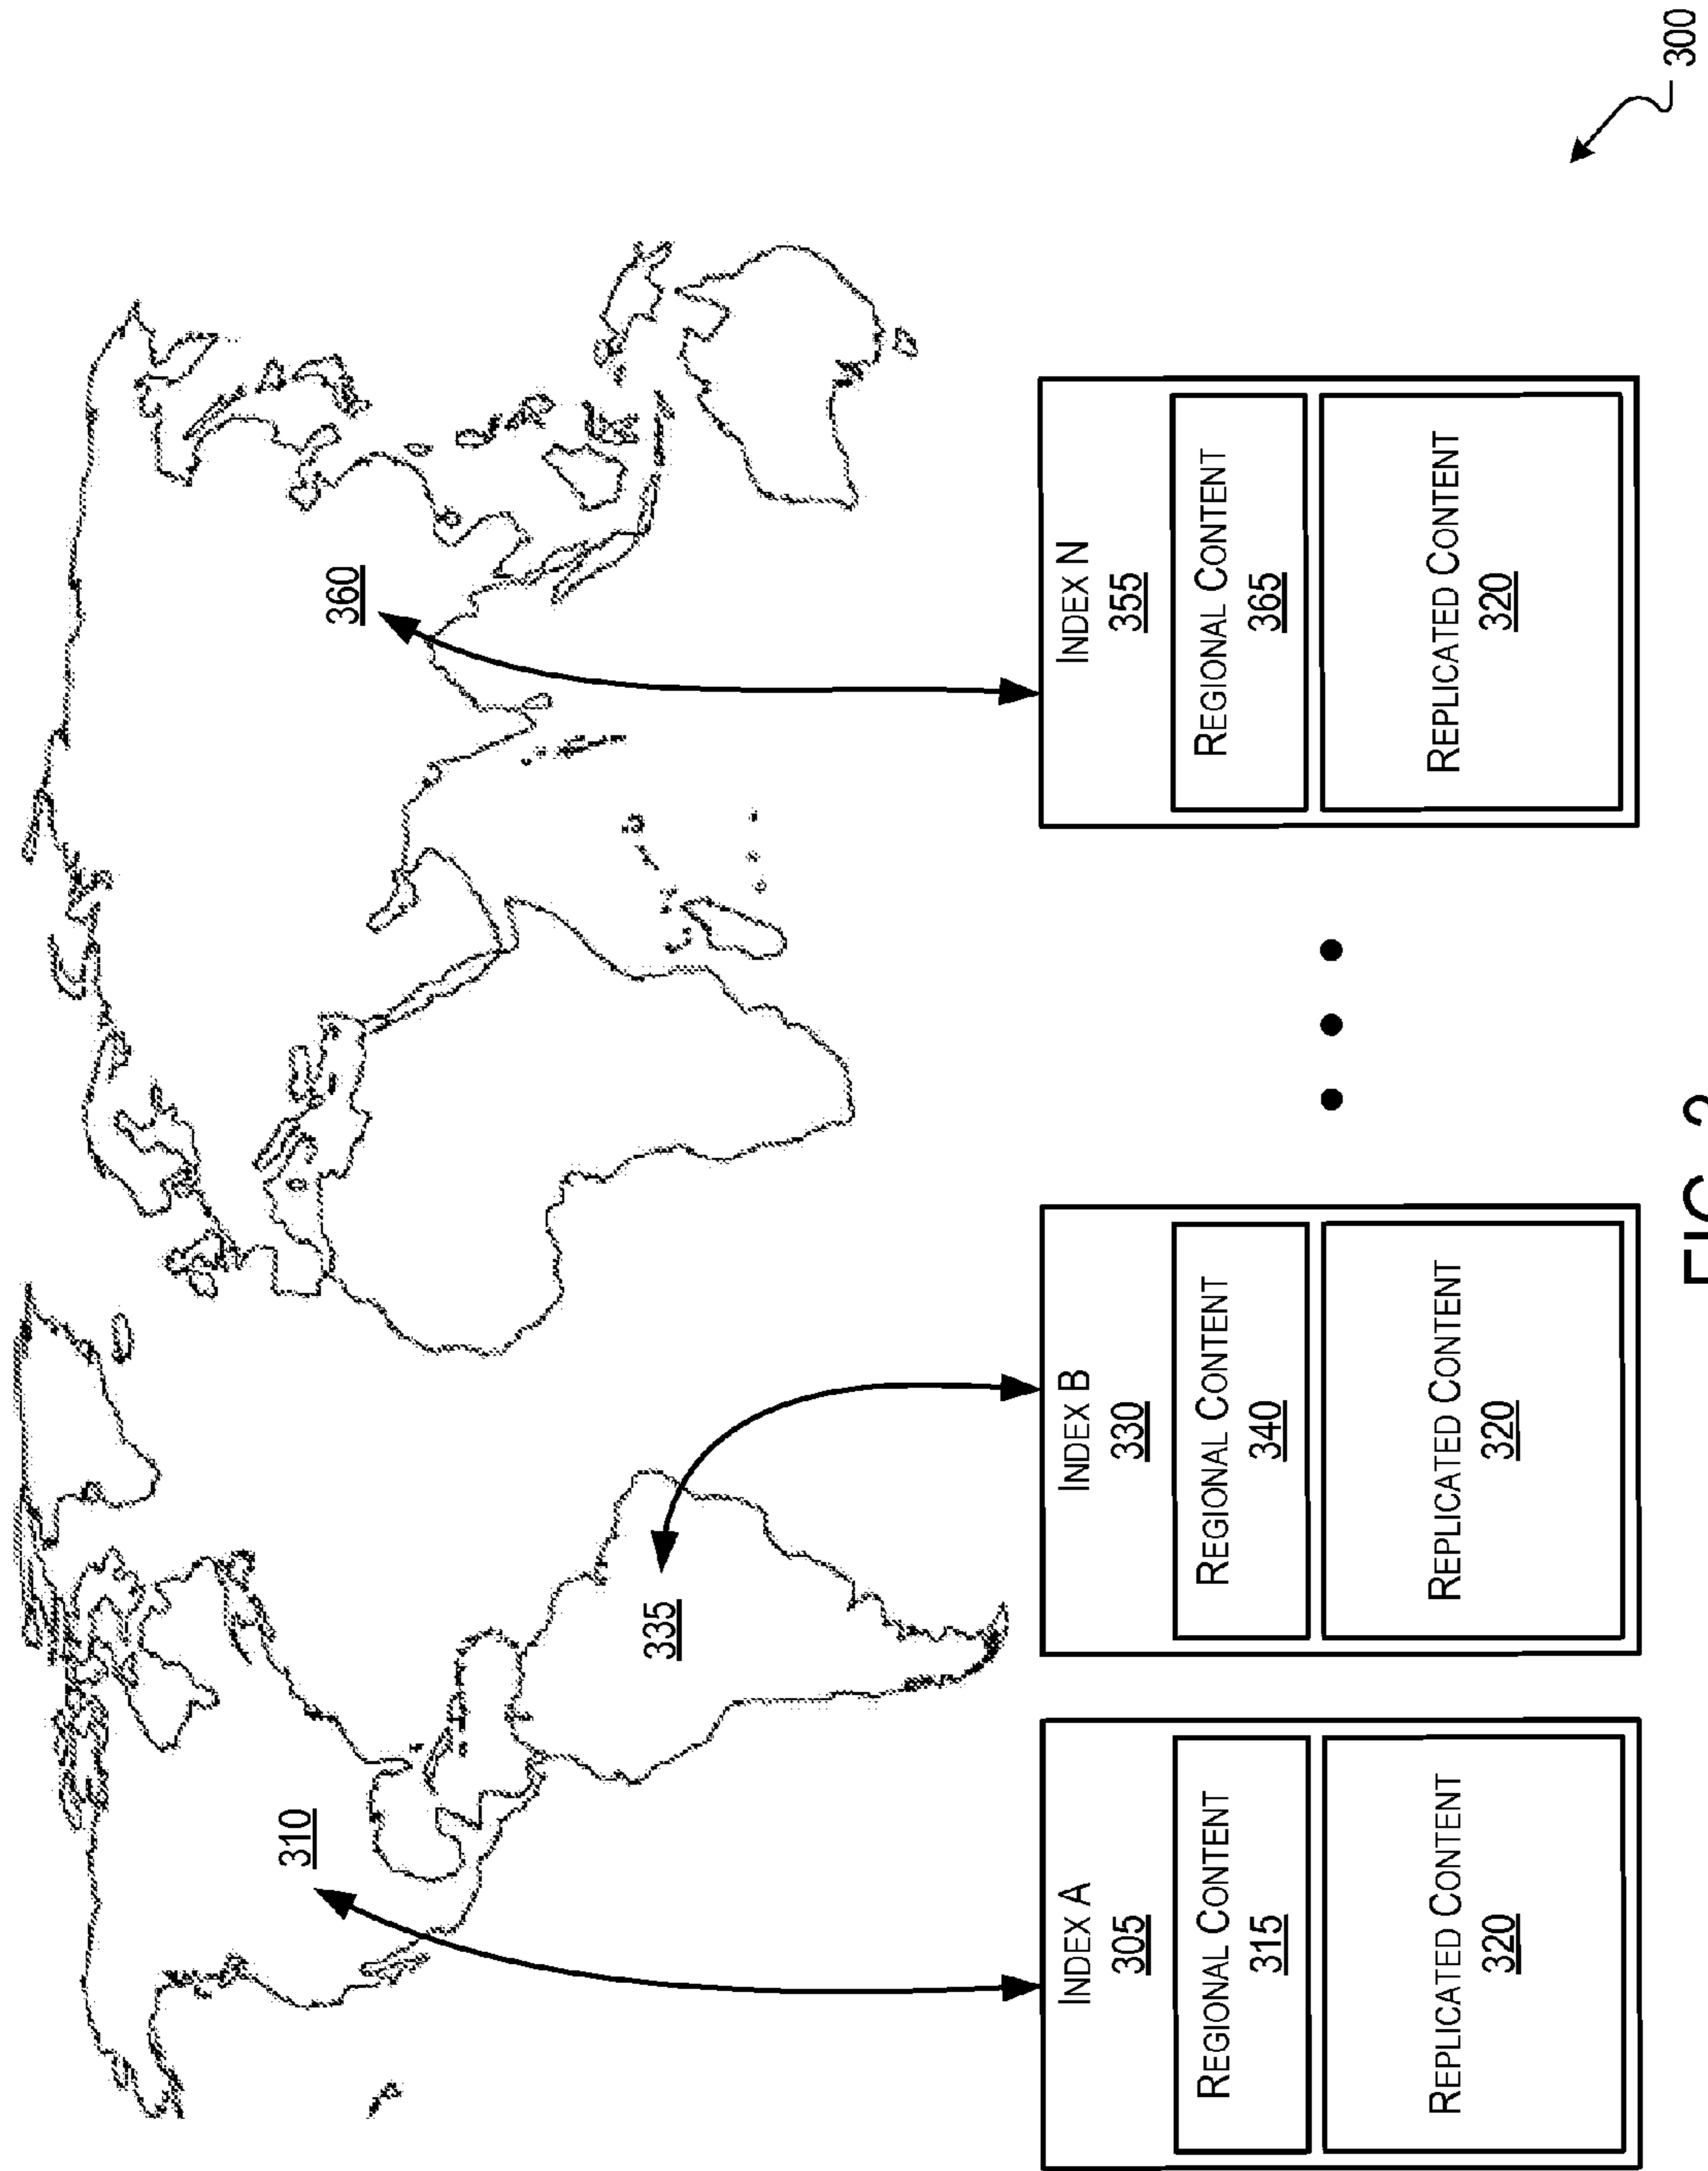 360
310
335
INDEX A
305
REGIONAL CONTENT
315
REPLICATED CONTENT
320
INDEX B
330
REGIONAL CONTENT
340
REPLICATED CONTENT
320
INDEX N
355
REGIONAL CONTENT
365
REPLICATED CONTENT
320
300
FIG